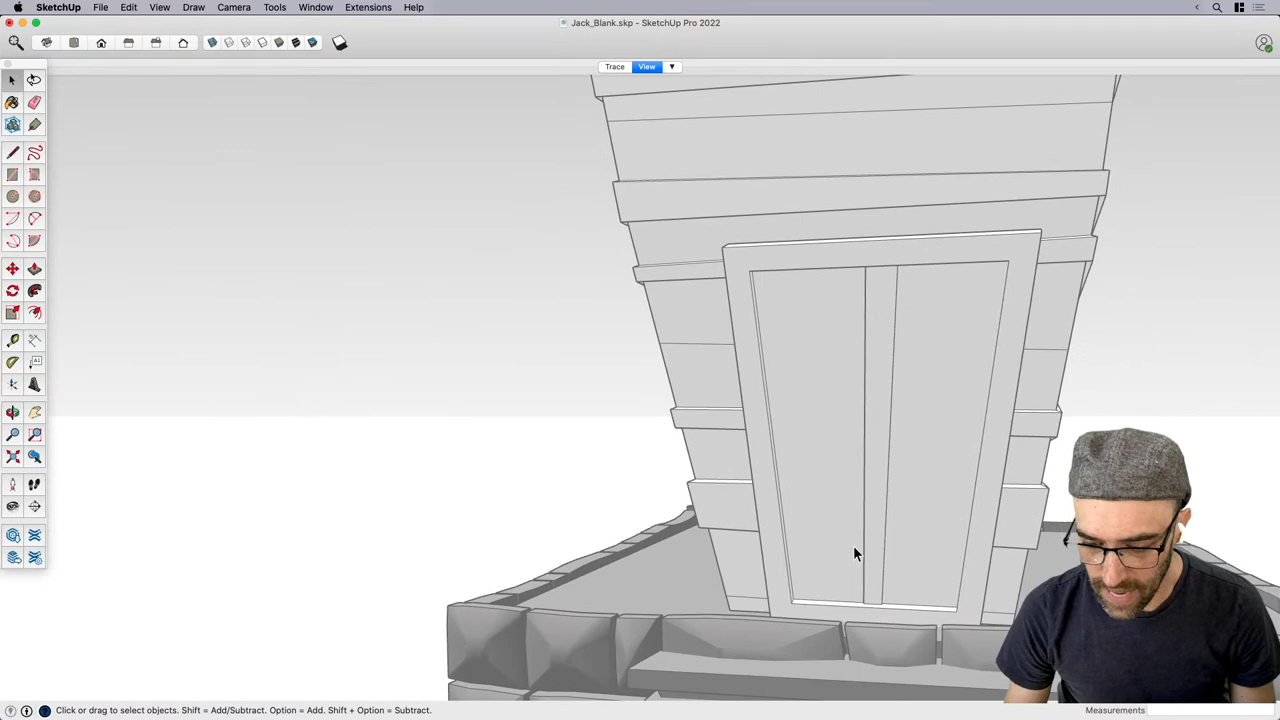 SketchUp File Edit View Draw Camera Tools Window Extensions Help
Jack_Blank.skp - SketchUp Pro 2022
Trace View ▼
Click or drag to select objects. Shift = Add/Subtract. Option = Add. Shift + Option = Subtract. Measurements